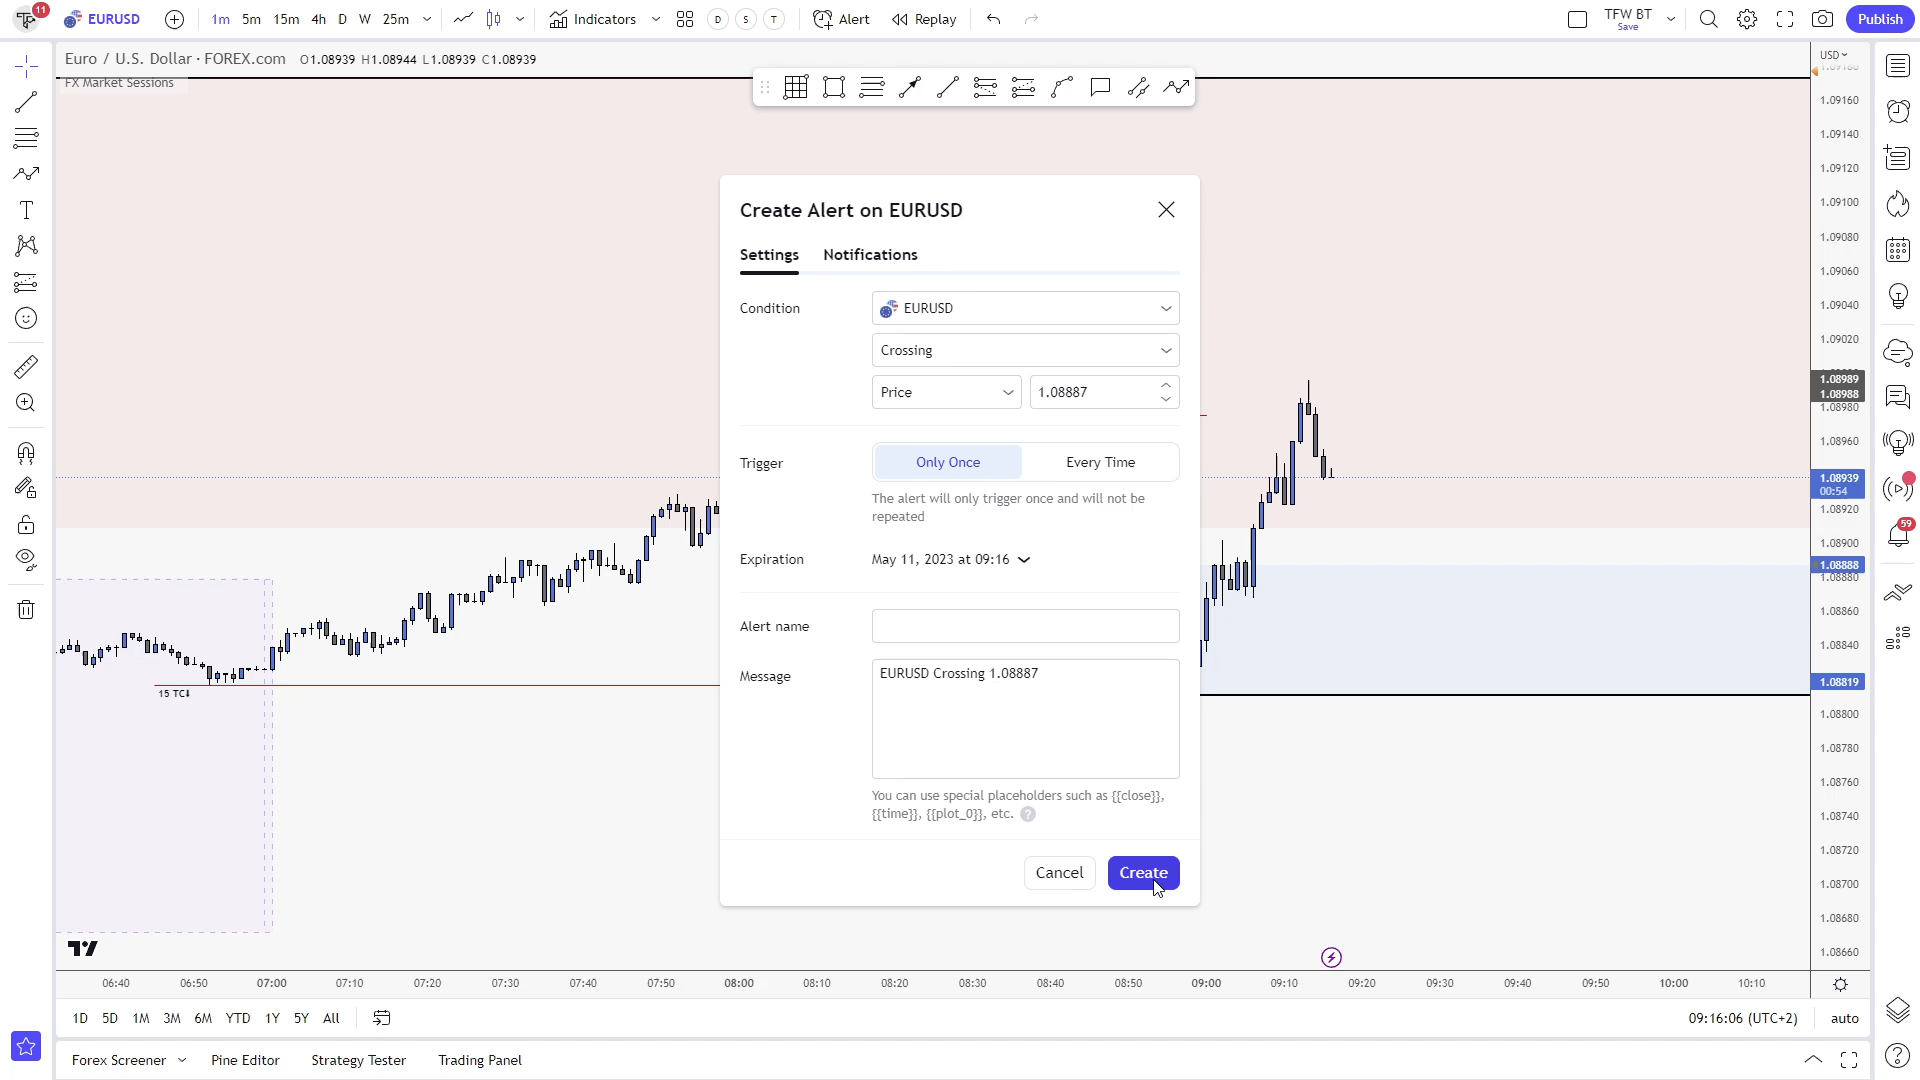 11
EURUSD
1m 5m 15m 4h D W 25m
Indicators
D S T
Alert
Replay
TFW BT
Save
Publish
Euro / U.S. Dollar · FOREX.com O1.08939 H1.08944 L1.08939 C1.08939
USD
FX Market Sessions
1.09160
1.09140
1.09120
1.09100
1.09080
1.09060
1.09040
1.09020
1.08989
1.08988
1.08980
1.08960
1.08939
00:54
1.08920
1.08900
1.08888
1.08880
1.08860
1.08840
1.08819
1.08800
1.08780
1.08760
1.08740
1.08720
1.08700
1.08680
1.08660
59
Create Alert on EURUSD
Settings Notifications
Condition
EURUSD
Crossing
Price
1.08887
Trigger
Only Once
Every Time
The alert will only trigger once and will not be
repeated
Expiration
May 11, 2023 at 09:16
Alert name
Message
EURUSD Crossing 1.08887
You can use special placeholders such as {{close}},
{{time}}, {{plot_0}}, etc.
Cancel
Create
06:40 06:50 07:00 07:10 07:20 07:30 07:40 07:50 08:00 08:10 08:20 08:30 08:40 08:50 09:00 09:10 09:20 09:30 09:40 09:50 10:00 10:10
1D 5D 1M 3M 6M YTD 1Y 5Y All
09:16:06 (UTC+2)
auto
Forex Screener
Pine Editor
Strategy Tester
Trading Panel